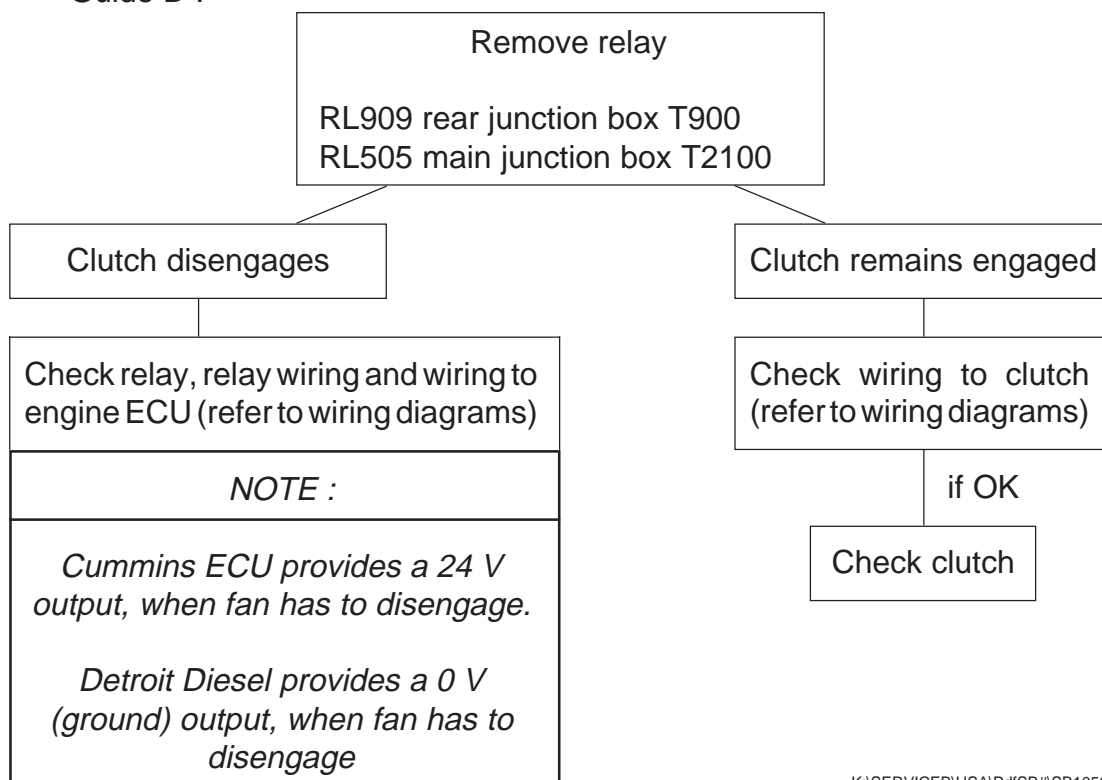 Remove relay
RL909 rear junction box T900
RL505 main junction box T2100
Clutch disengages
Clutch remains engaged
Check relay, relay wiring and wiring to
engine ECU (refer to wiring diagrams)
Check wiring to clutch
(refer to wiring diagrams)
NOTE :
if OK
Cummins ECU provides a 24 V
output, when fan has to disengage.
Check clutch
Detroit Diesel provides a 0 V
(ground) output, when fan has to
disengage